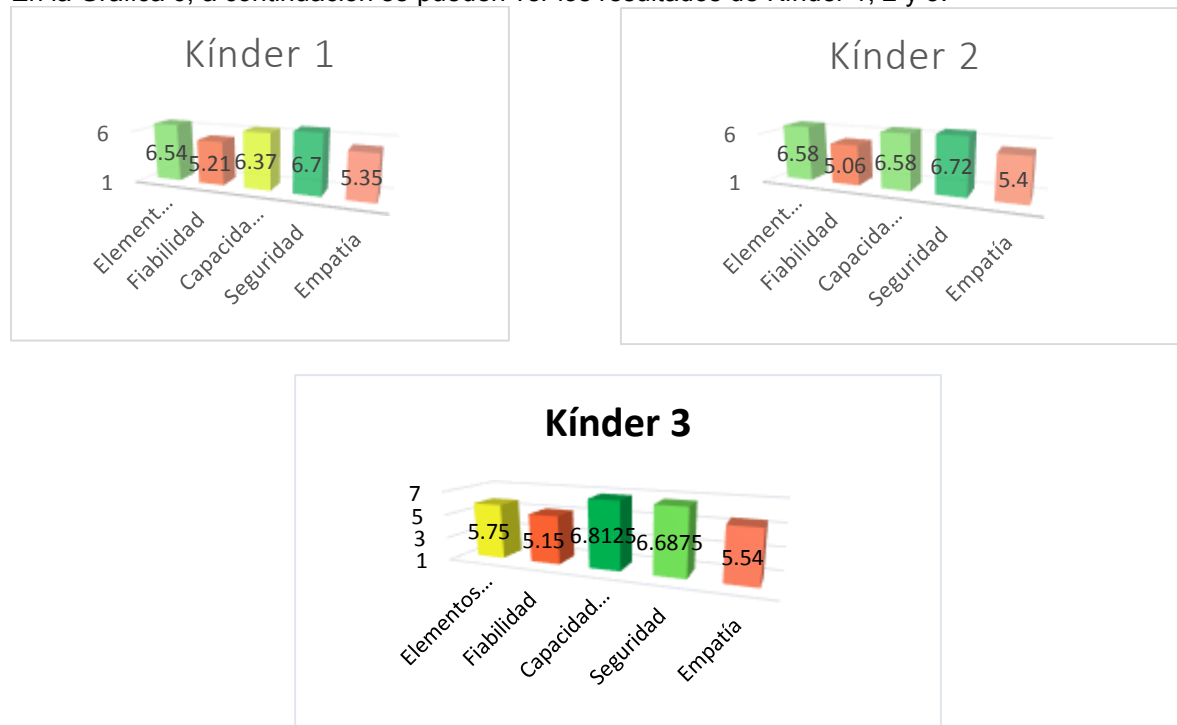 Kínder 1
6
1
6.54
5.21
6.37
6.7
5.35
Element...
Fiabilidad
Capacida...
Seguridad
Empatía
Kínder 2
6
1
6.58
5.06
6.58
6.72
5.4
Element...
Fiabilidad
Capacida...
Seguridad
Empatía
Kínder 3
7
5
3
1
5.75
5.15
6.8125
6.6875
5.54
Elementos...
Fiabilidad
Capacidad...
Seguridad
Empatía